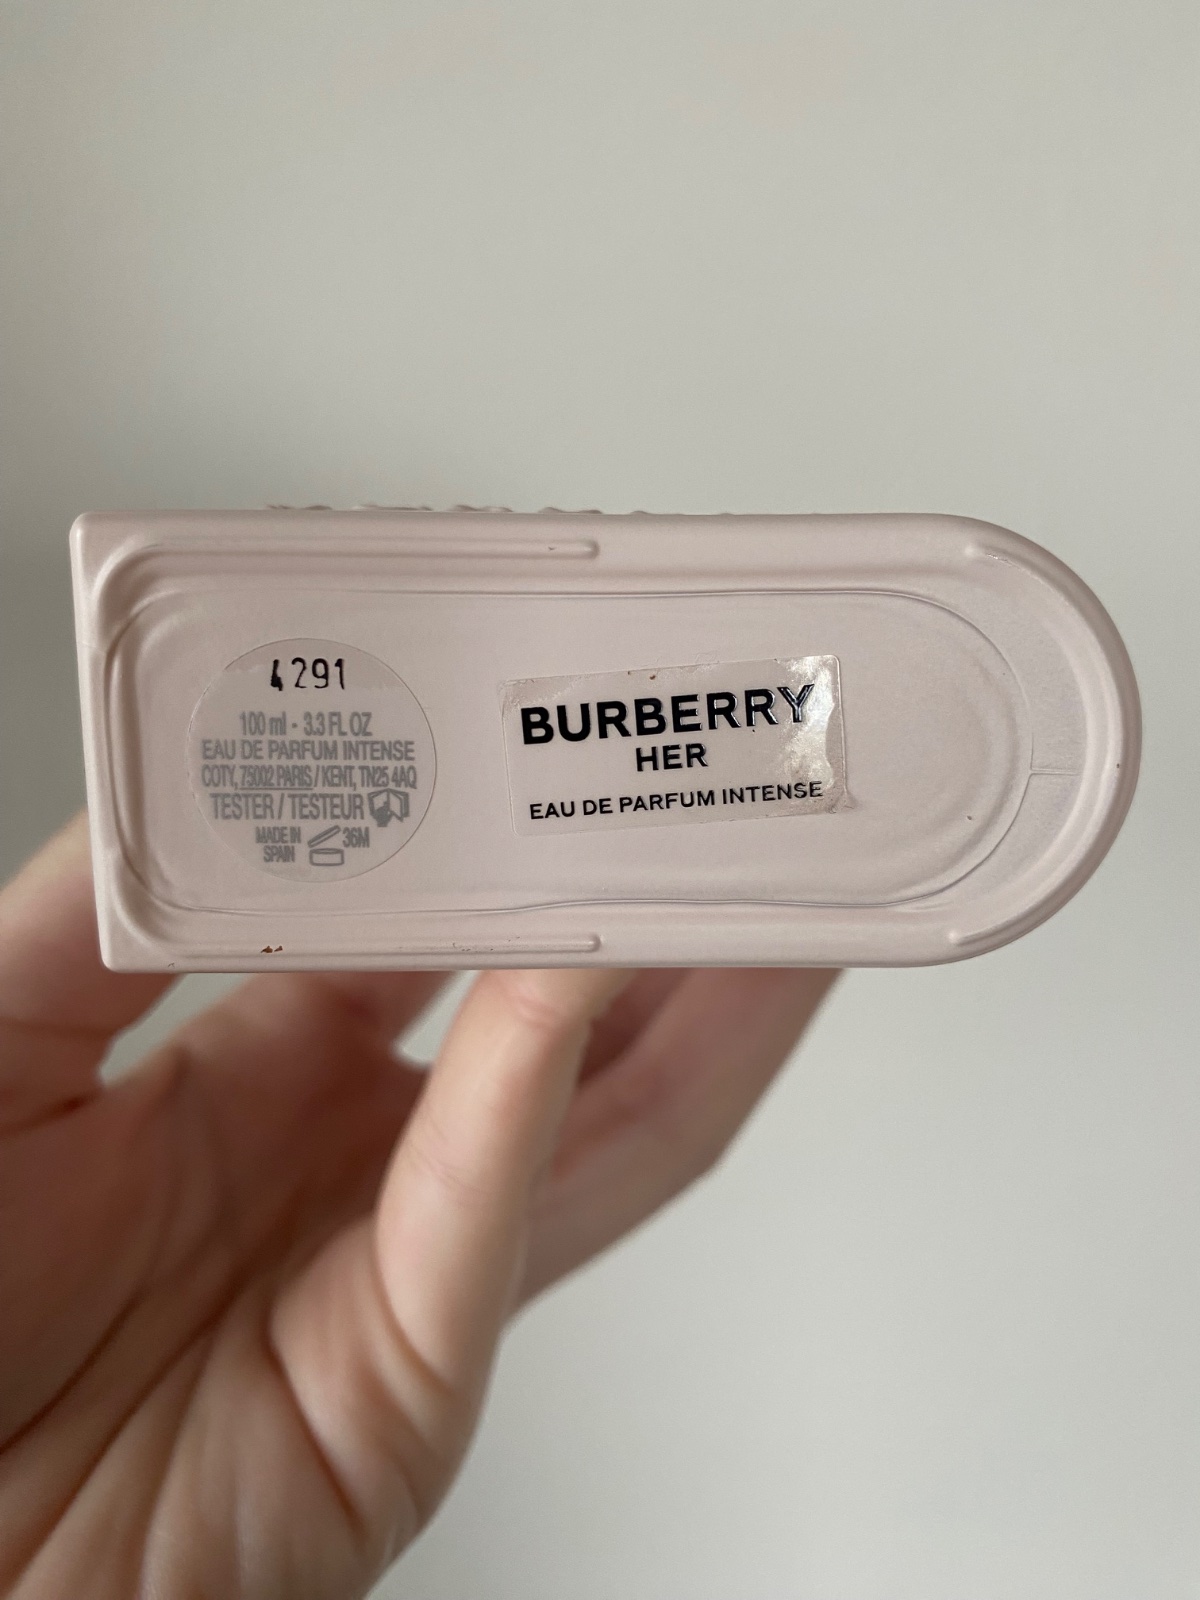 4291
100 ml - 3.3 FL OZ
EAU DE PARFUM INTENSE
COTY, 75002 PARIS / KENT, TN25 4AQ
TESTER / TESTEUR
MADE IN
SPAIN
36M
BURBERRY
HER
EAU DE PARFUM INTENSE